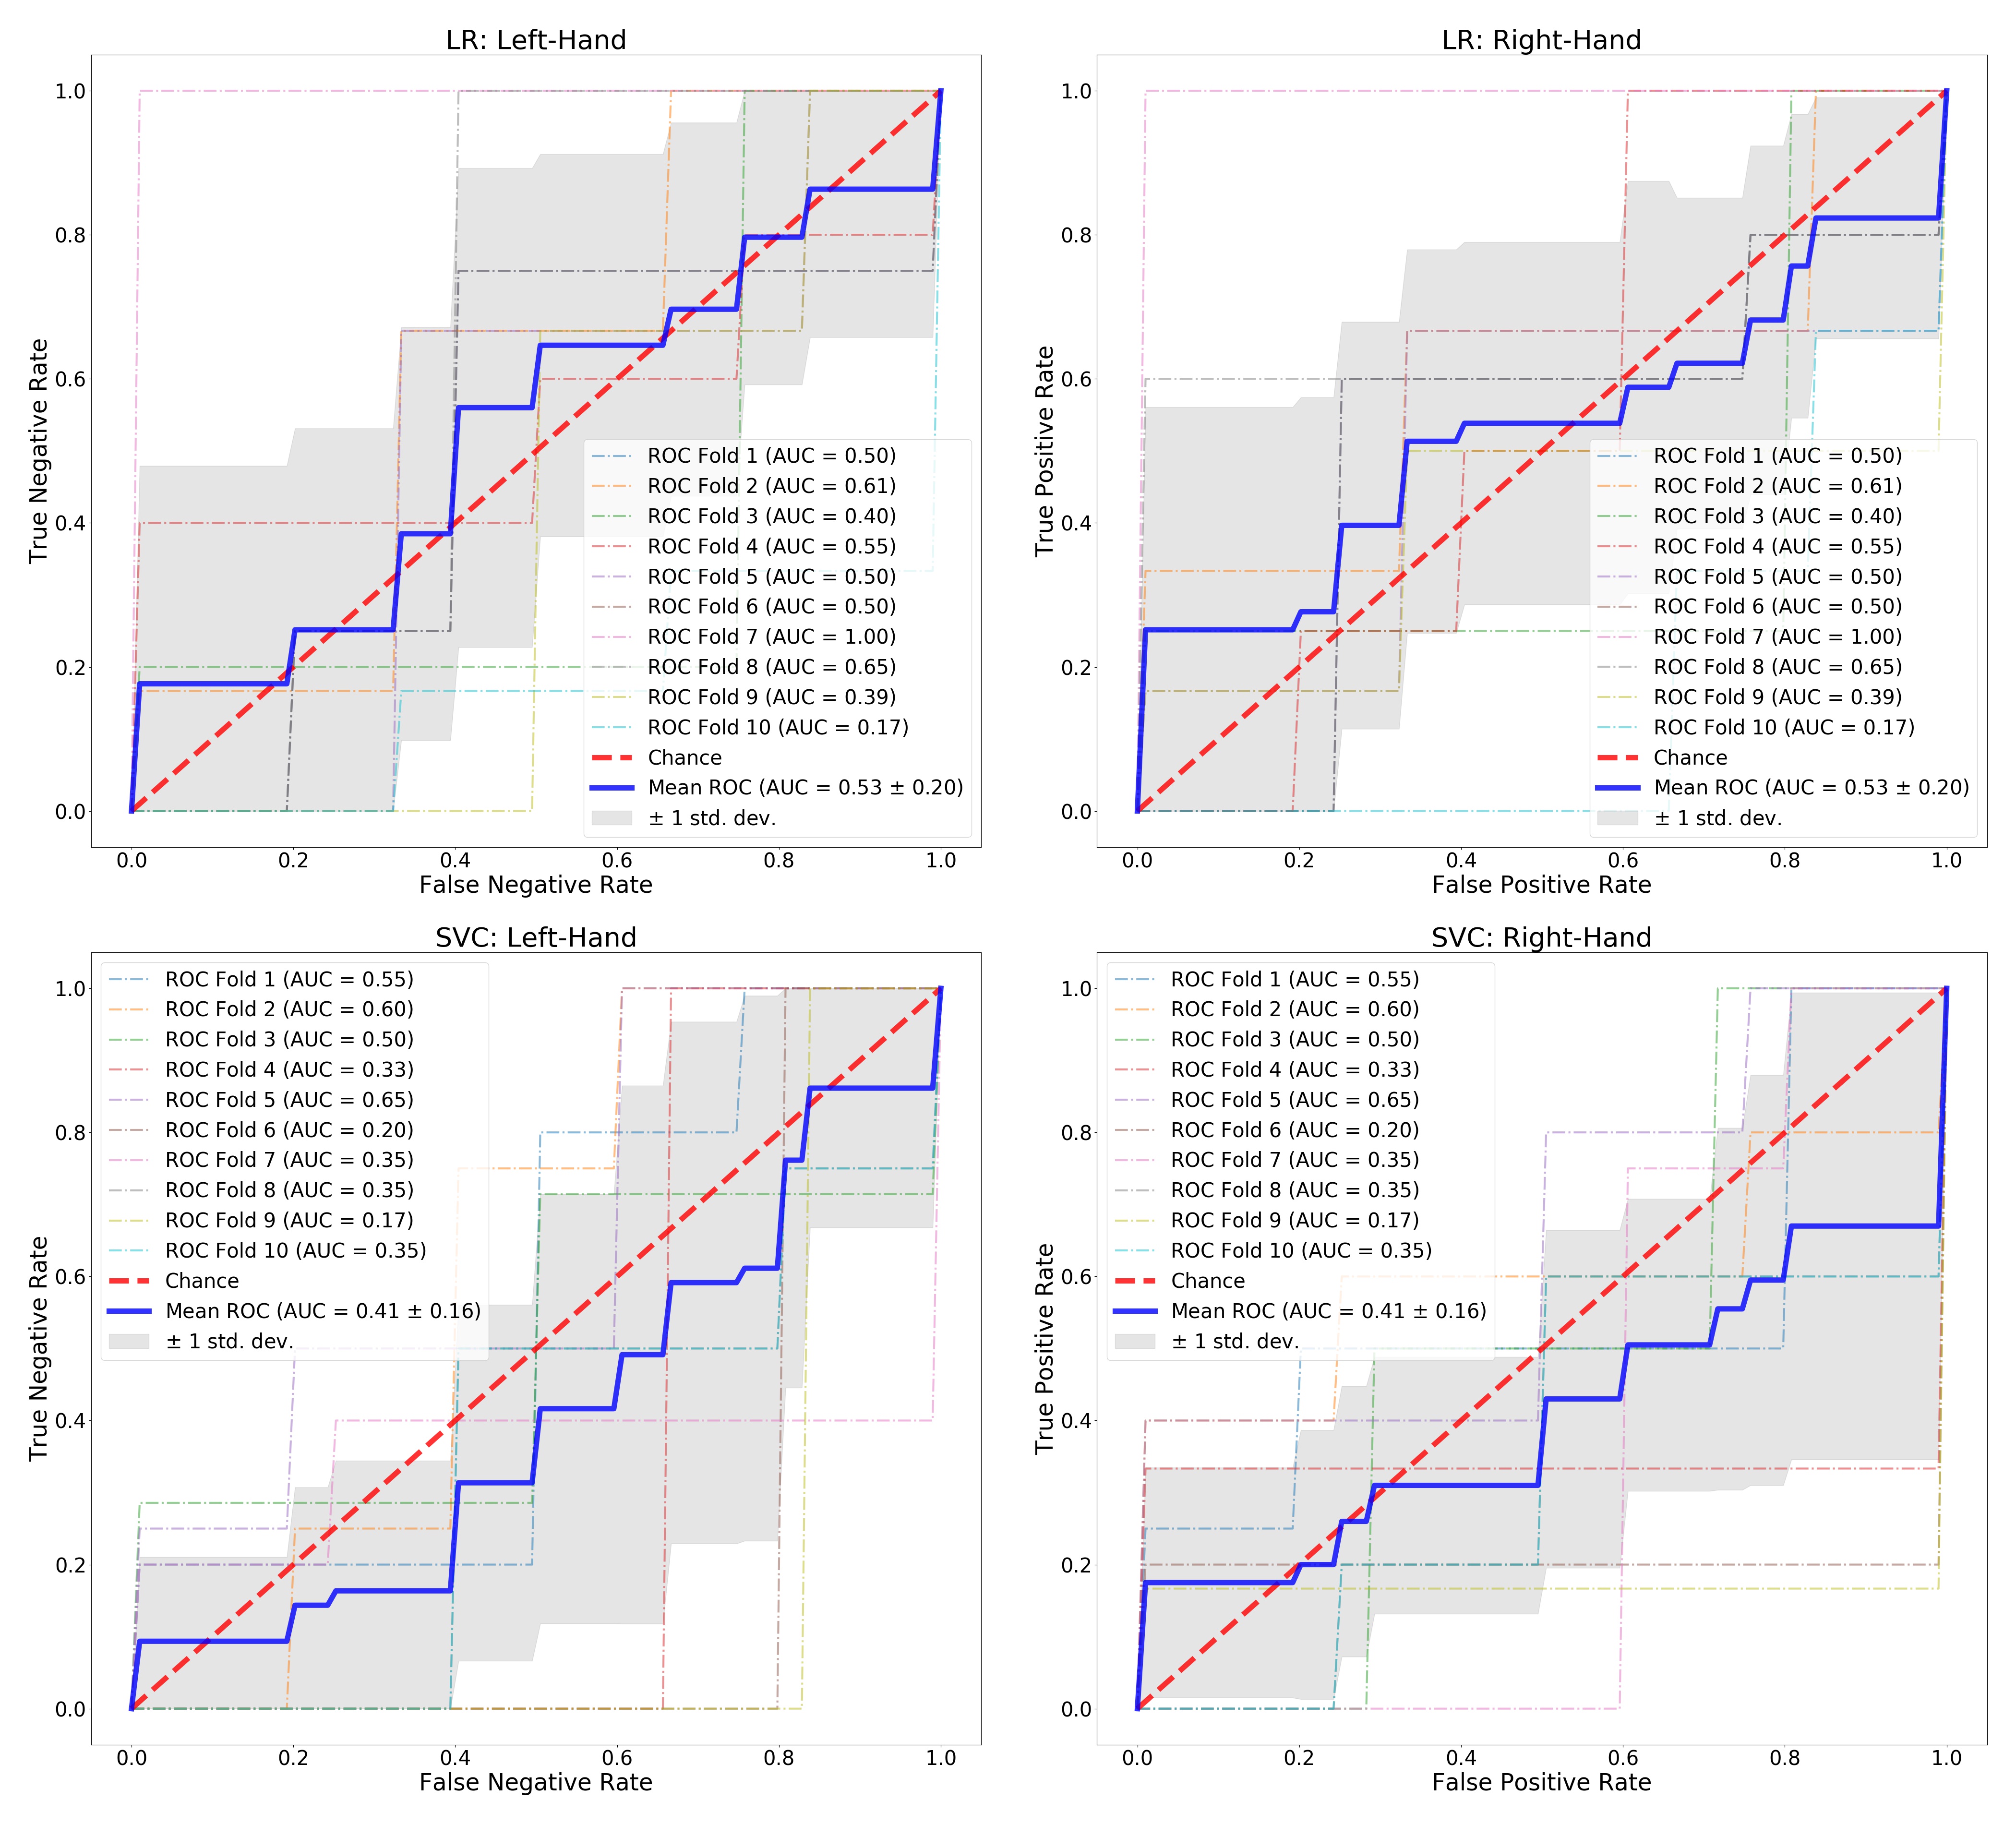 LR: Left-Hand
1.0
0.8
0.6
0.4
0.2
0.0
True Negative Rate
ROC Fold 1 (AUC = 0.50)
ROC Fold 2 (AUC = 0.61)
ROC Fold 3 (AUC = 0.40)
ROC Fold 4 (AUC = 0.55)
ROC Fold 5 (AUC = 0.50)
ROC Fold 6 (AUC = 0.50)
ROC Fold 7 (AUC = 1.00)
ROC Fold 8 (AUC = 0.65)
ROC Fold 9 (AUC = 0.39)
ROC Fold 10 (AUC = 0.17)
Chance
Mean ROC (AUC = 0.53 ± 0.20)
± 1 std. dev.
0.0 0.2 0.4 0.6 0.8 1.0
False Negative Rate
LR: Right-Hand
1.0
0.8
0.6
0.4
0.2
0.0
True Positive Rate
ROC Fold 1 (AUC = 0.50)
ROC Fold 2 (AUC = 0.61)
ROC Fold 3 (AUC = 0.40)
ROC Fold 4 (AUC = 0.55)
ROC Fold 5 (AUC = 0.50)
ROC Fold 6 (AUC = 0.50)
ROC Fold 7 (AUC = 1.00)
ROC Fold 8 (AUC = 0.65)
ROC Fold 9 (AUC = 0.39)
ROC Fold 10 (AUC = 0.17)
Chance
Mean ROC (AUC = 0.53 ± 0.20)
± 1 std. dev.
0.0 0.2 0.4 0.6 0.8 1.0
False Positive Rate
SVC: Left-Hand
1.0
0.8
0.6
0.4
0.2
0.0
True Negative Rate
ROC Fold 1 (AUC = 0.55)
ROC Fold 2 (AUC = 0.60)
ROC Fold 3 (AUC = 0.50)
ROC Fold 4 (AUC = 0.33)
ROC Fold 5 (AUC = 0.65)
ROC Fold 6 (AUC = 0.20)
ROC Fold 7 (AUC = 0.35)
ROC Fold 8 (AUC = 0.35)
ROC Fold 9 (AUC = 0.17)
ROC Fold 10 (AUC = 0.35)
Chance
Mean ROC (AUC = 0.41 ± 0.16)
± 1 std. dev.
0.0 0.2 0.4 0.6 0.8 1.0
False Negative Rate
SVC: Right-Hand
1.0
0.8
0.6
0.4
0.2
0.0
True Positive Rate
ROC Fold 1 (AUC = 0.55)
ROC Fold 2 (AUC = 0.60)
ROC Fold 3 (AUC = 0.50)
ROC Fold 4 (AUC = 0.33)
ROC Fold 5 (AUC = 0.65)
ROC Fold 6 (AUC = 0.20)
ROC Fold 7 (AUC = 0.35)
ROC Fold 8 (AUC = 0.35)
ROC Fold 9 (AUC = 0.17)
ROC Fold 10 (AUC = 0.35)
Chance
Mean ROC (AUC = 0.41 ± 0.16)
± 1 std. dev.
0.0 0.2 0.4 0.6 0.8 1.0
False Positive Rate